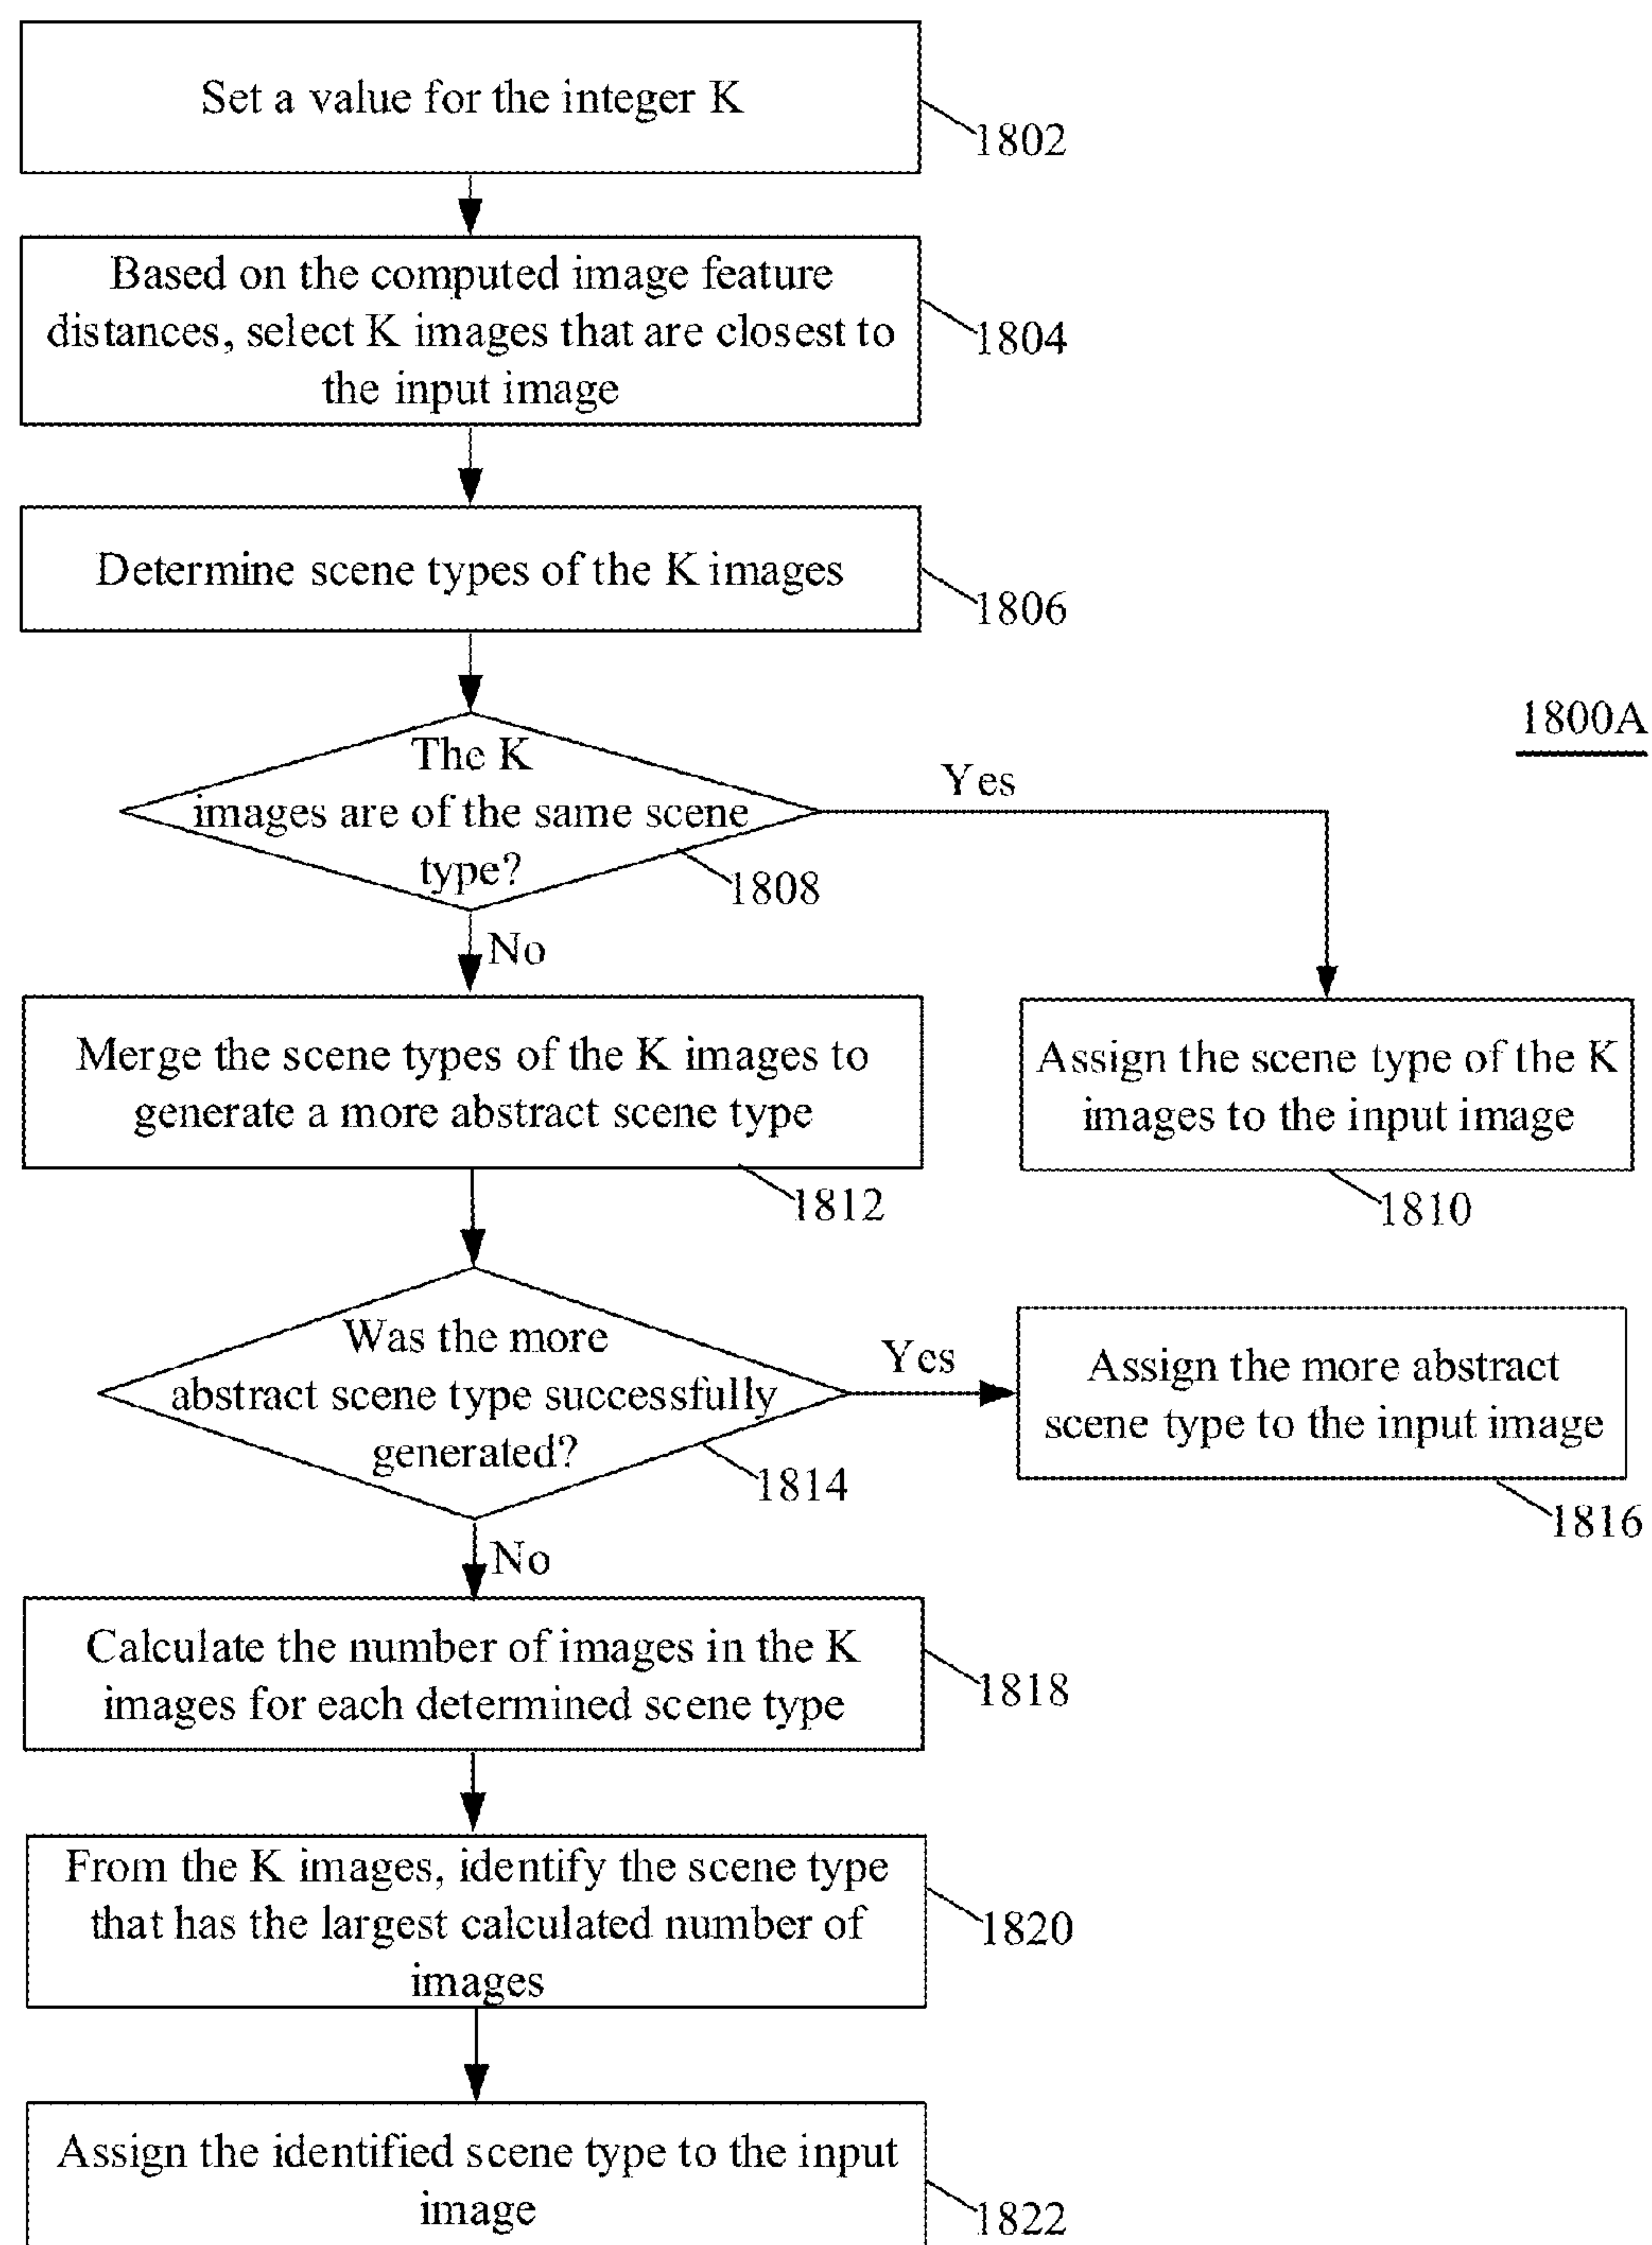 Set a value for the integer K
1802
Based on the computed image feature
distances, select K images that are closest to
the input image
1804
Determine scene types of the K images
1806
1800A
The K
images are of the same scene
type?
1808
Yes
No
Merge the scene types of the K images to
generate a more abstract scene type
1812
Assign the scene type of the K
images to the input image
1810
Was the more
abstract scene type successfully
generated?
1814
Yes
No
Assign the more abstract
scene type to the input image
1816
Calculate the number of images in the K
images for each determined scene type
1818
From the K images, identify the scene type
that has the largest calculated number of
images
1820
Assign the identified scene type to the input
image
1822